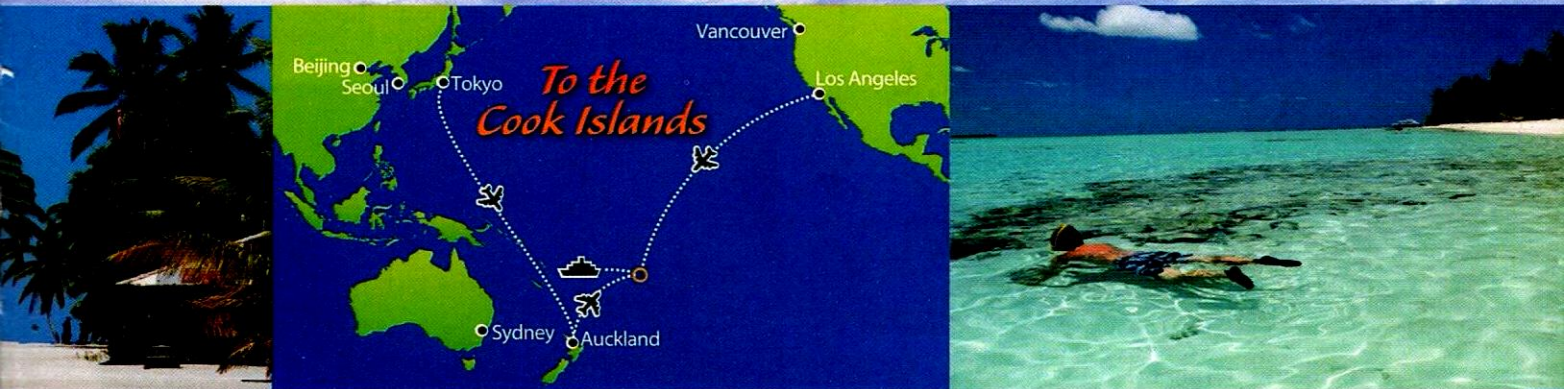 Vancouver
Beijing
Seoul
Tokyo
To the
Cook Islands
Los Angeles
Sydney
Auckland